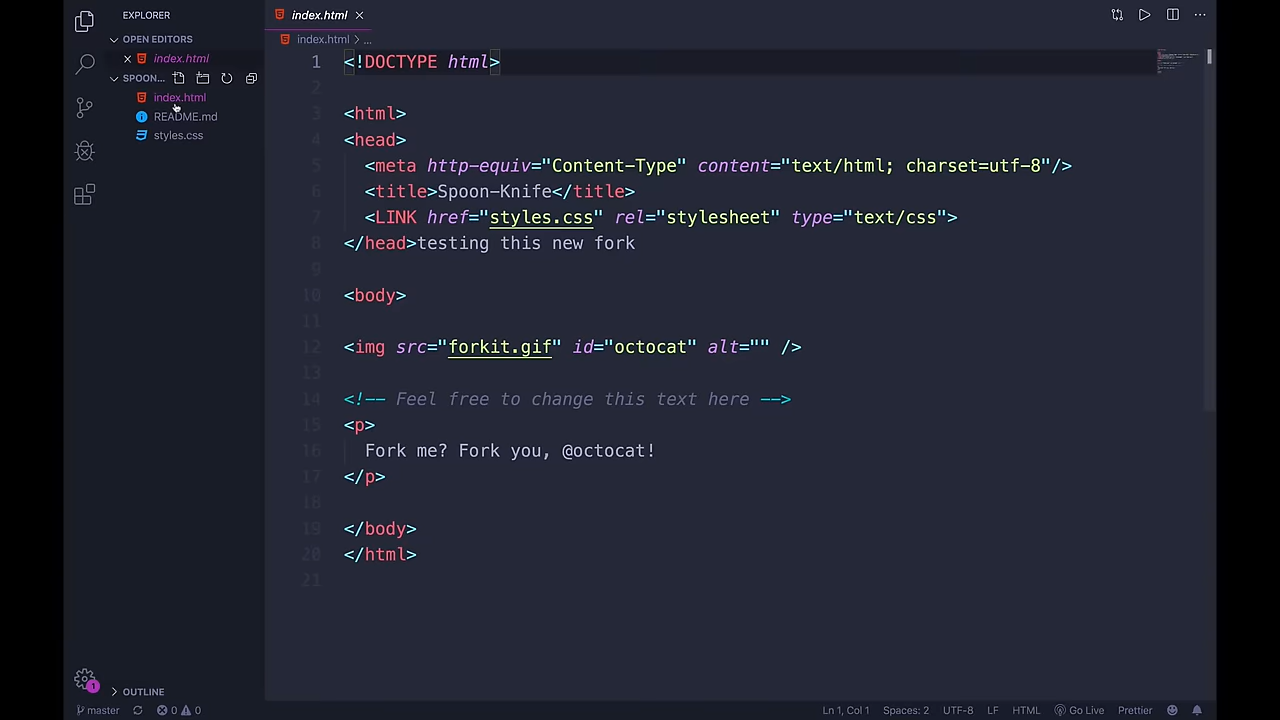 EXPLORER
OPEN EDITORS
index.html
SPOON...
index.html
README.md
styles.css
OUTLINE
index.html
index.html > ...
1 <!DOCTYPE html>
2
3 <html>
4 <head>
5 <meta http-equiv="Content-Type" content="text/html; charset=utf-8"/>
6 <title>Spoon-Knife</title>
7 <LINK href="styles.css" rel="stylesheet" type="text/css">
8 </head>testing this new fork
9
10 <body>
11
12 <img src="forkit.gif" id="octocat" alt="" />
13
14 <!-- Feel free to change this text here -->
15 <p>
16 Fork me? Fork you, @octocat!
17 </p>
18
19 </body>
20 </html>
21
1
master 0 0 Ln 1, Col 1 Spaces: 2 UTF-8 LF HTML Go Live Prettier